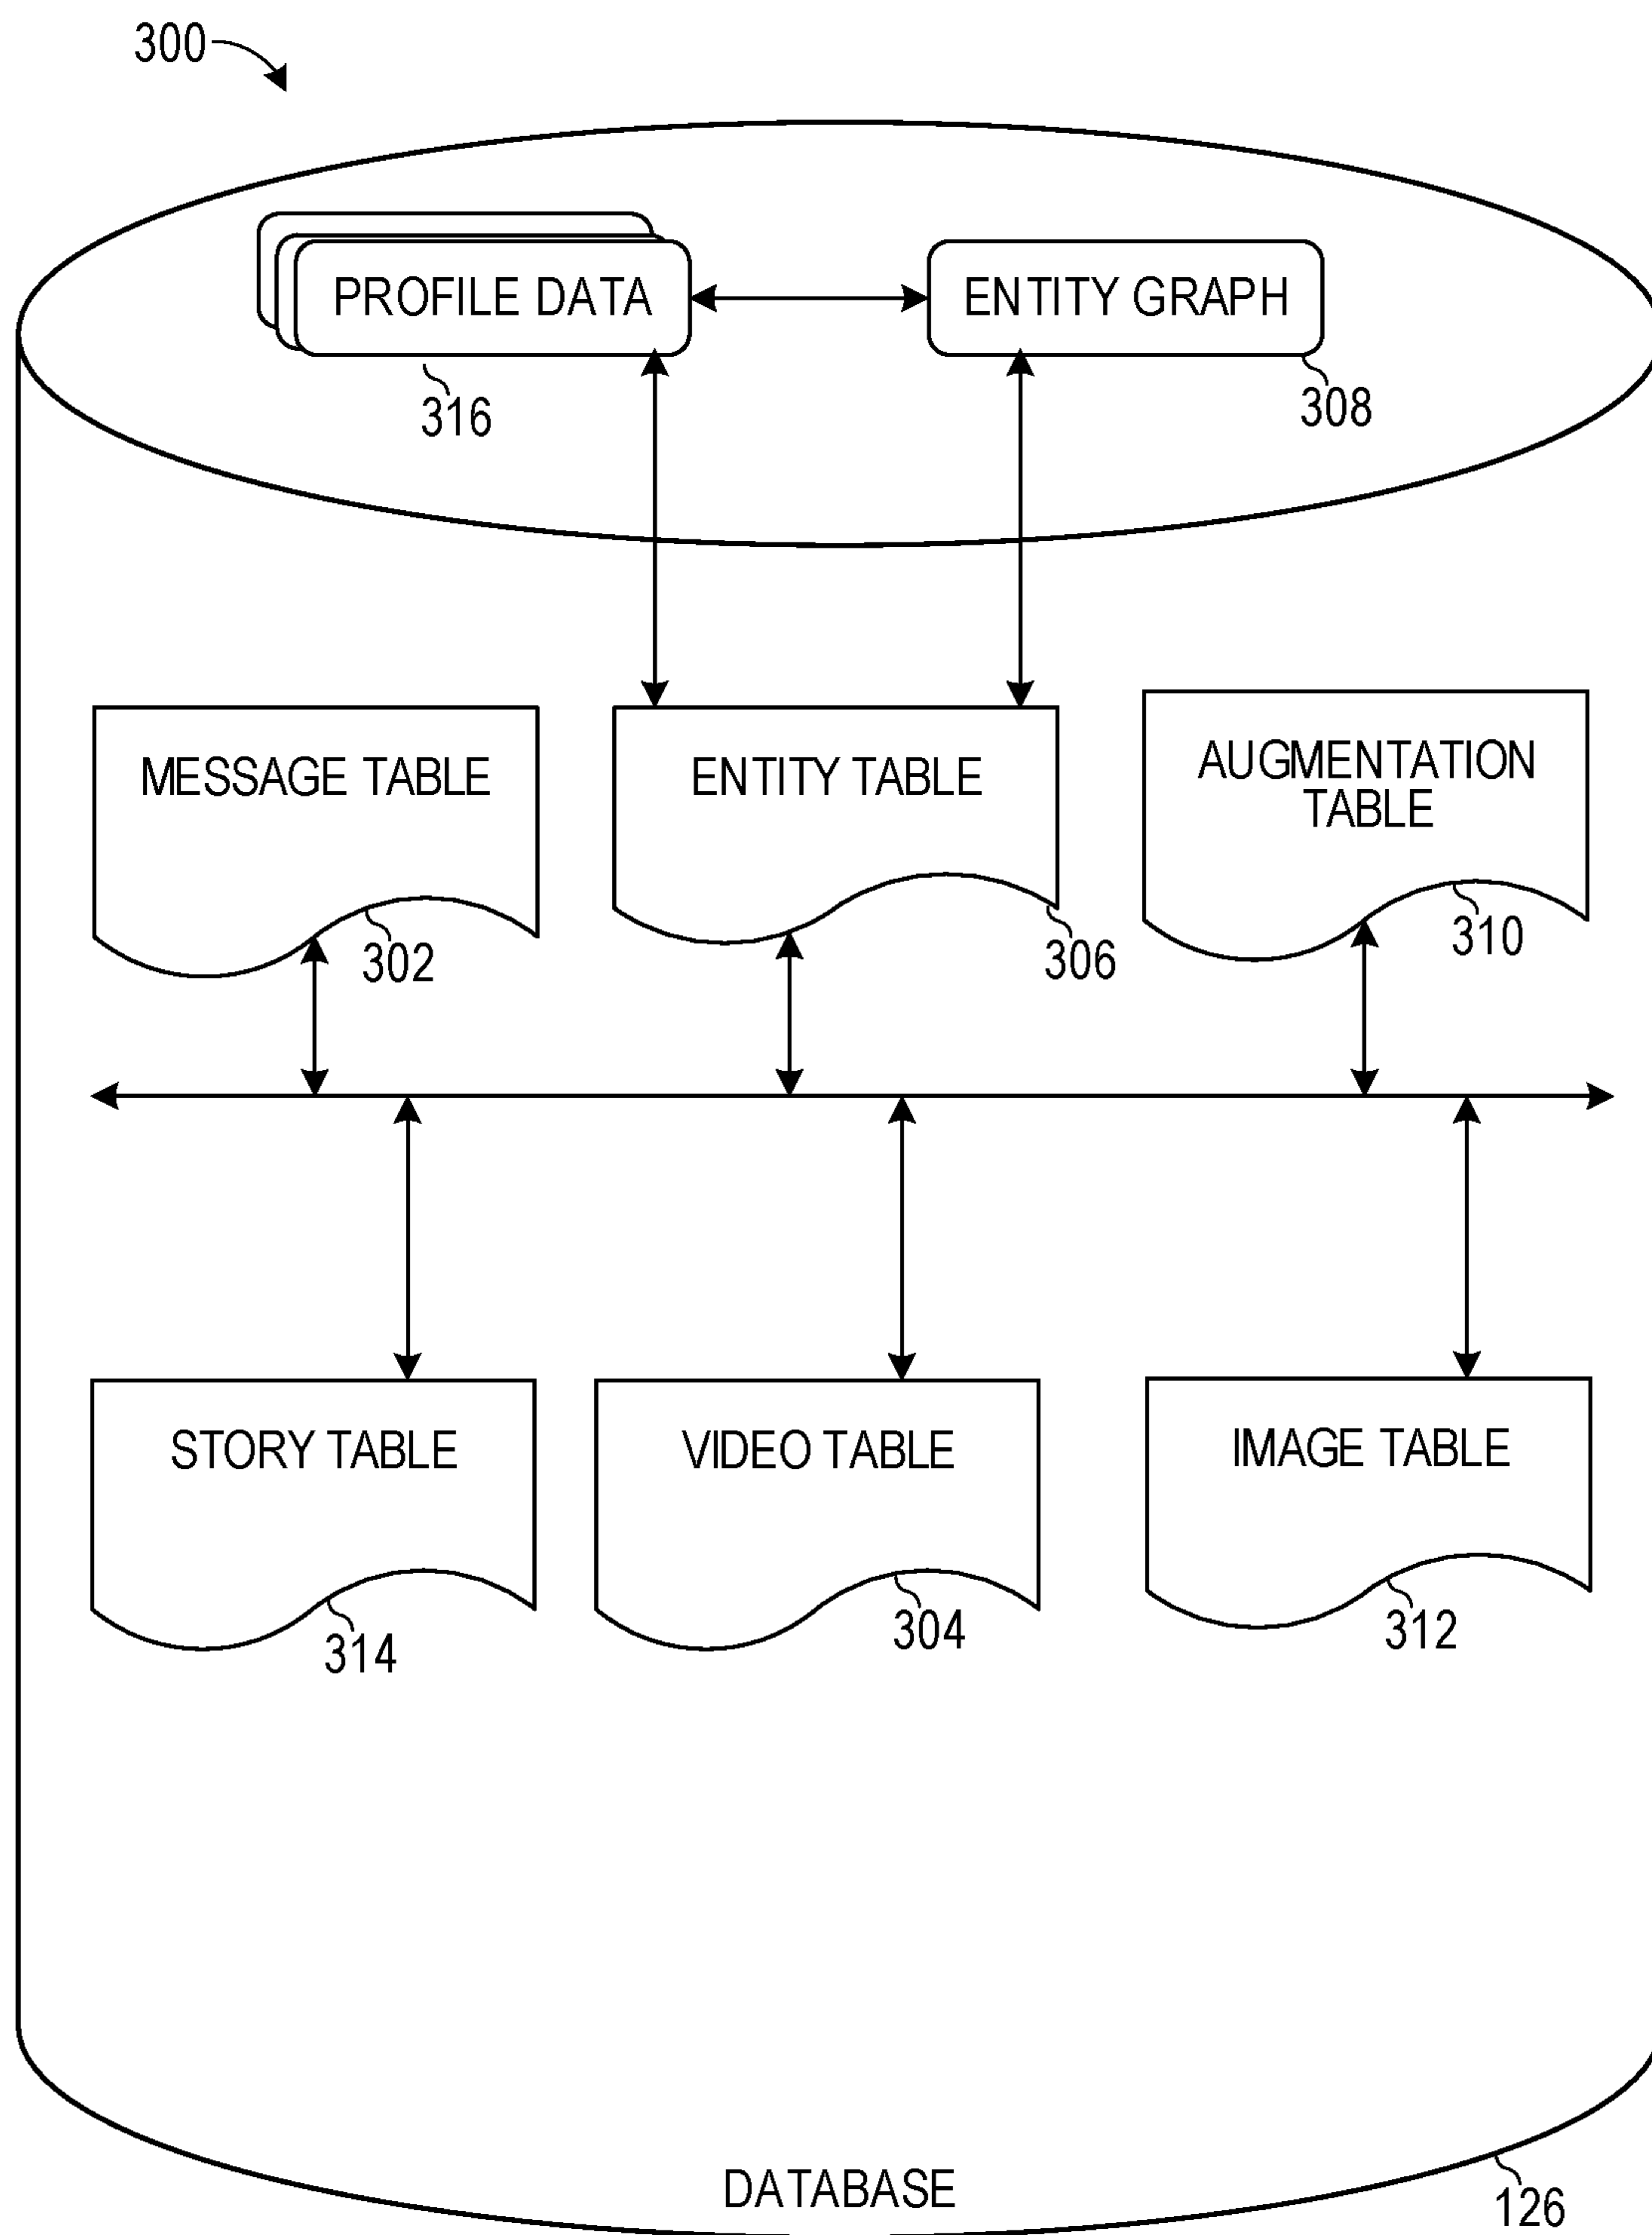 300
PROFILE DATA
ENTITY GRAPH
316
308
MESSAGE TABLE
ENTITY TABLE
AUGMENTATION
TABLE
302
306
310
STORY TABLE
VIDEO TABLE
IMAGE TABLE
314
304
312
DATABASE
126